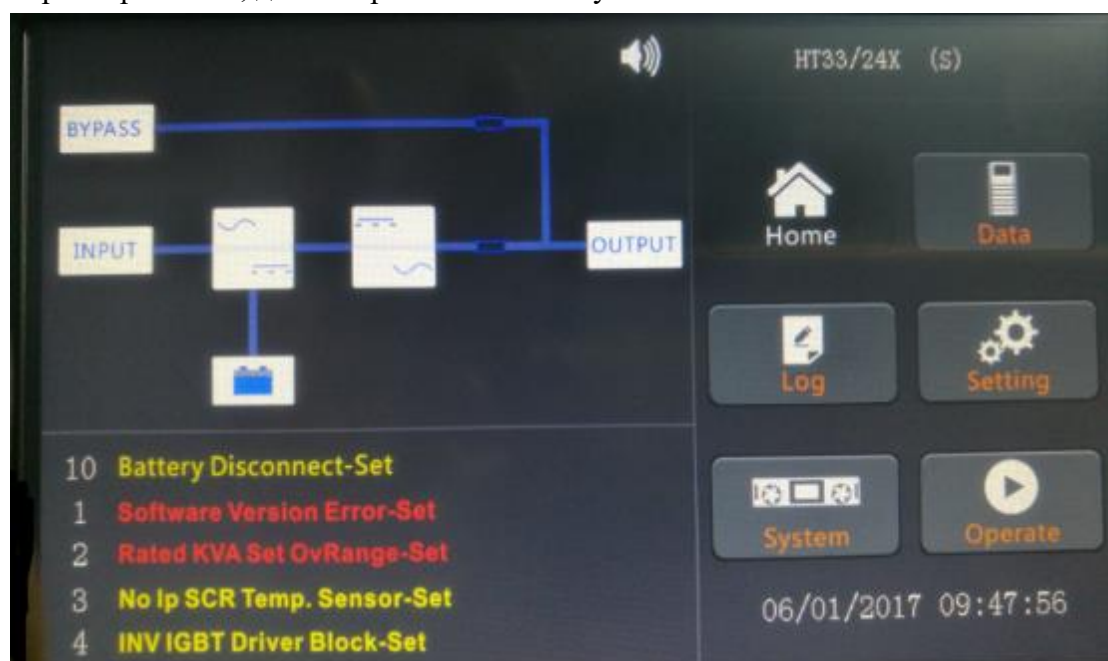 HT33/24X (S)
BYPASS
INPUT
OUTPUT
Home
Data
Log
Setting
System
Operate
10 Battery Disconnect-Set
1 Software Version Error-Set
2 Rated KVA Set OvRange-Set
3 No Ip SCR Temp. Sensor-Set
4 INV IGBT Driver Block-Set
06/01/2017 09:47:56